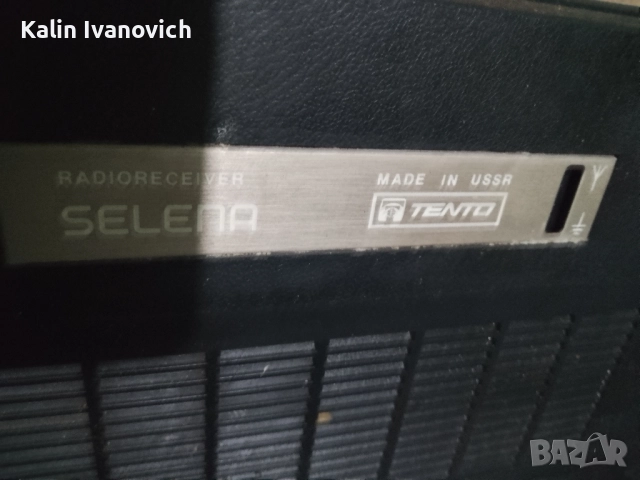 Kalin Ivanovich
RADIORECEIVER
SELENA
MADE IN USSR
TENTO
BAZAR